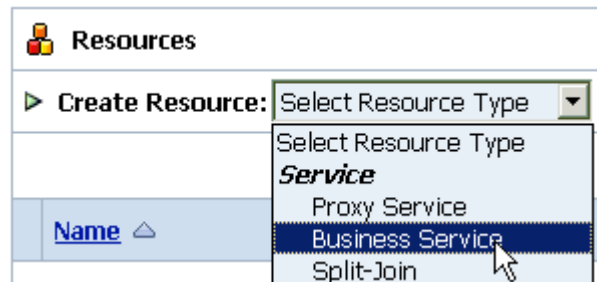 Resources
Create Resource: Select Resource Type
Select Resource Type
Service
Proxy Service
Name
Business Service
Split-Join